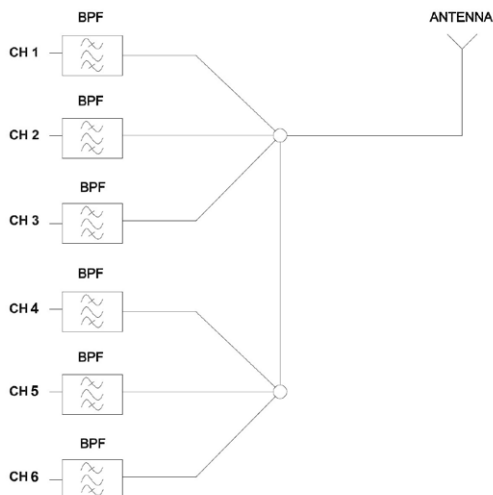 BPF
ANTENNA
CH 1
BPF
CH 2
BPF
CH 3
BPF
CH 4
BPF
CH 5
BPF
CH 6